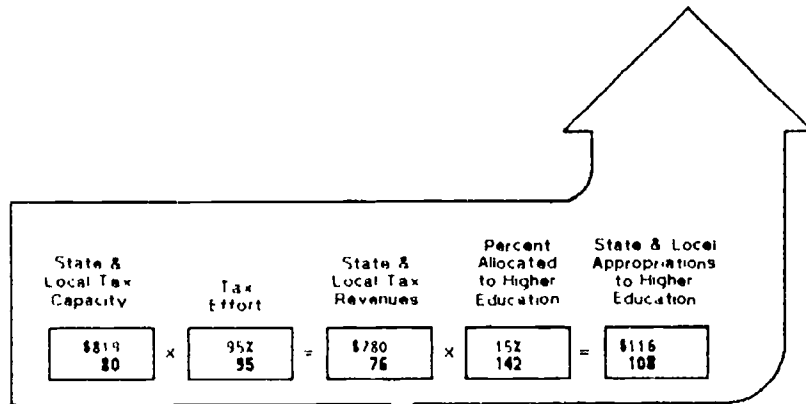 State &
Local Tax
Capacity
Tax
Effort
State &
Local Tax
Revenues
Percent
Allocated
to Higher
Education
State & Local
Appropriations
to Higher
Education
$819
80
x
95%
95
=
$780
76
x
15%
142
=
$116
108